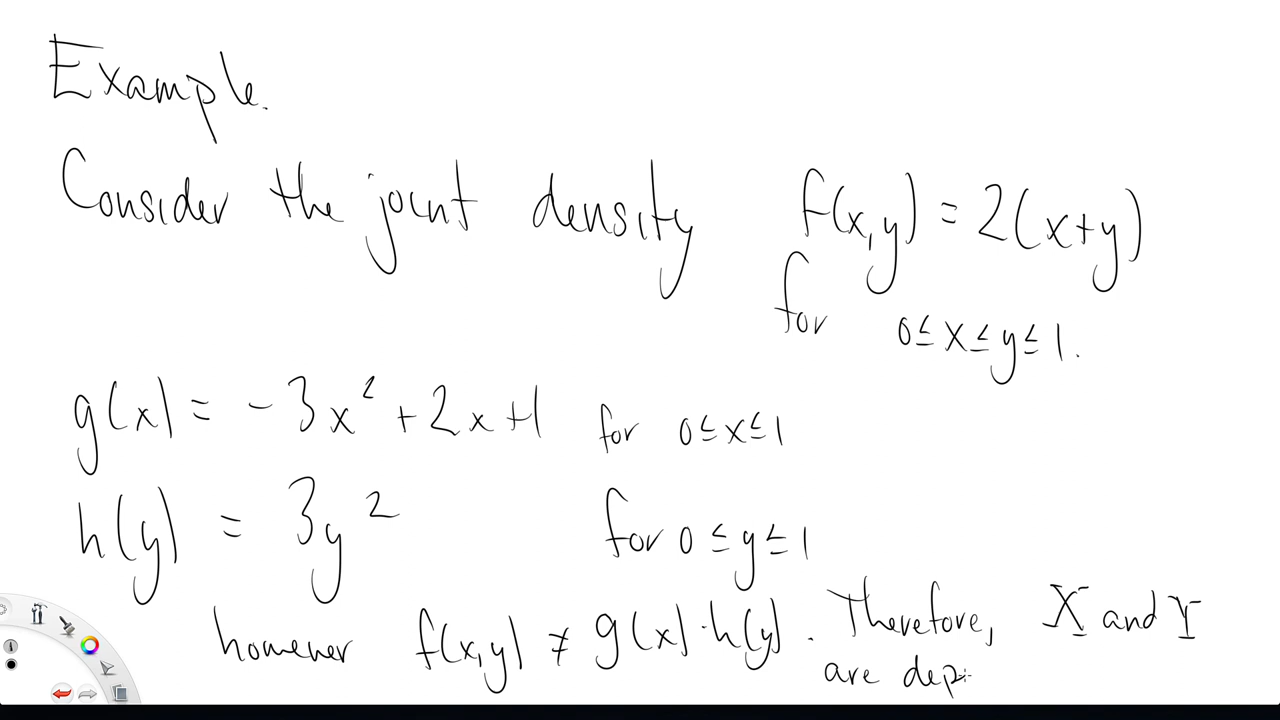 Example.
Consider the joint density f(x,y) = 2(x+y)
for 0 ≤ x ≤ y ≤ 1.
g(x) = -3x² + 2x + 1 for 0 ≤ x ≤ 1
h(y) = 3y² for 0 ≤ y ≤ 1
however f(x,y) ≠ g(x)·h(y). Therefore, X and Y
are dep